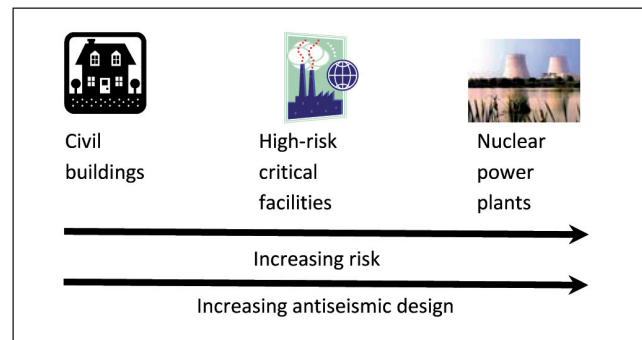 Civil
buildings
High-risk
critical
facilities
Nuclear
power
plants
Increasing risk
Increasing antiseismic design